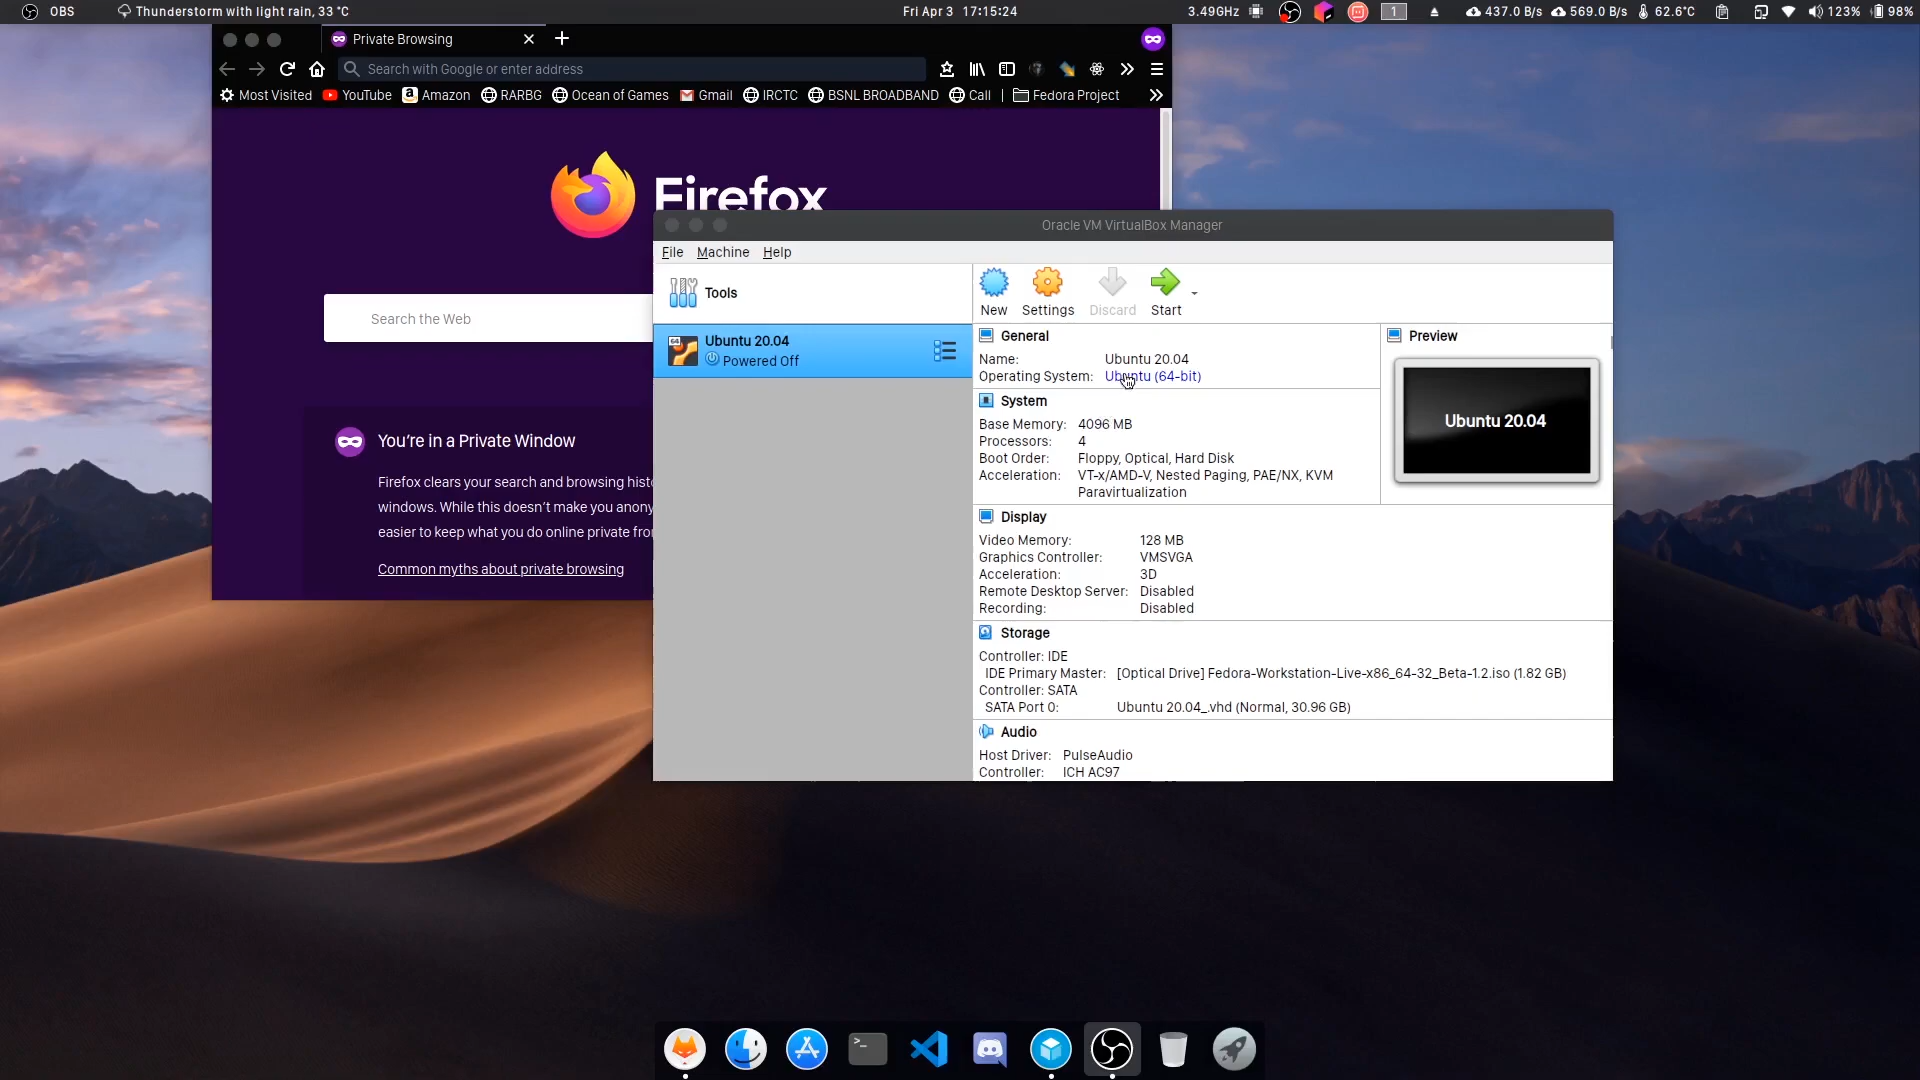 OBS
Thunderstorm with light rain, 33 °C
Fri Apr 3 17:15:24
3.49GHz
1
437.0 B/s
569.0 B/s
62.6°C
123%
98%
Private Browsing
Search with Google or enter address
Most Visited
YouTube
Amazon
RARBG
Ocean of Games
Gmail
IRCTC
BSNL BROADBAND
Call
Fedora Project
Firefox
Search the Web
You're in a Private Window
Firefox clears your search and browsing histo
windows. While this doesn't make you anony
easier to keep what you do online private fro
Common myths about private browsing
Oracle VM VirtualBox Manager
File Machine Help
Tools
New Settings Discard Start
Ubuntu 20.04
Powered Off
General
Name: Ubuntu 20.04
Operating System: Ubuntu (64-bit)
System
Base Memory: 4096 MB
Processors: 4
Boot Order: Floppy, Optical, Hard Disk
Acceleration: VT-x/AMD-V, Nested Paging, PAE/NX, KVM
Paravirtualization
Preview
Ubuntu 20.04
Display
Video Memory: 128 MB
Graphics Controller: VMSVGA
Acceleration: 3D
Remote Desktop Server: Disabled
Recording: Disabled
Storage
Controller: IDE
IDE Primary Master: [Optical Drive] Fedora-Workstation-Live-x86_64-32_Beta-1.2.iso (1.82 GB)
Controller: SATA
SATA Port 0: Ubuntu 20.04_.vhd (Normal, 30.96 GB)
Audio
Host Driver: PulseAudio
Controller: ICH AC97